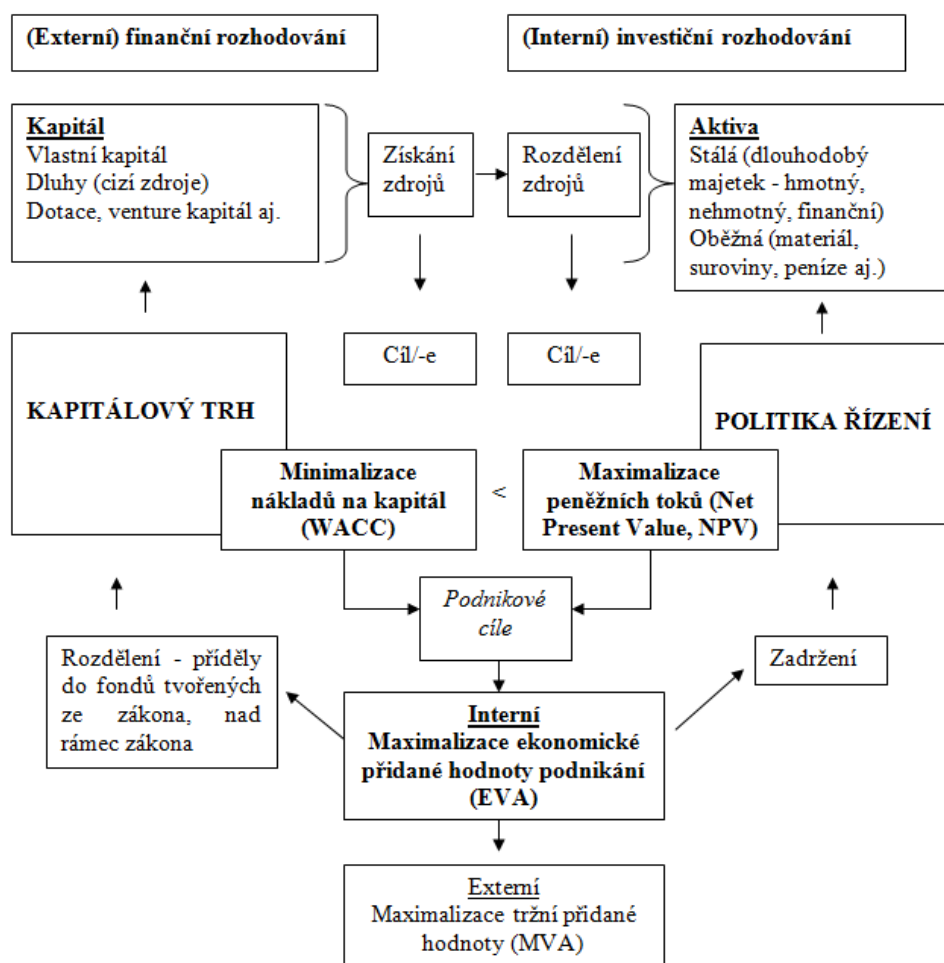 (Externí) finanční rozhodování
(Interní) investiční rozhodování
Kapitál
Vlastní kapitál
Dluhy (cizí zdroje)
Dotace, venture kapitál aj.
Získání
zdrojů
Rozdělení
zdrojů
Aktiva
Stálá (dlouhodobý
majetek - hmotný,
nehmotný, finanční)
Oběžná (materiál,
suroviny, peníze aj.)
Cíl/-e
Cíl/-e
KAPITÁLOVÝ TRH
POLITIKA ŘÍZENÍ
Minimalizace
nákladů na kapitál
(WACC)
<
Maximalizace
peněžních toků (Net
Present Value, NPV)
Podnikové
cíle
Rozdělení - příděly
do fondů tvořených
ze zákona, nad
rámec zákona
Zadržení
Interní
Maximalizace ekonomické
přidané hodnoty podnikání
(EVA)
Externí
Maximalizace tržní přidané
hodnoty (MVA)